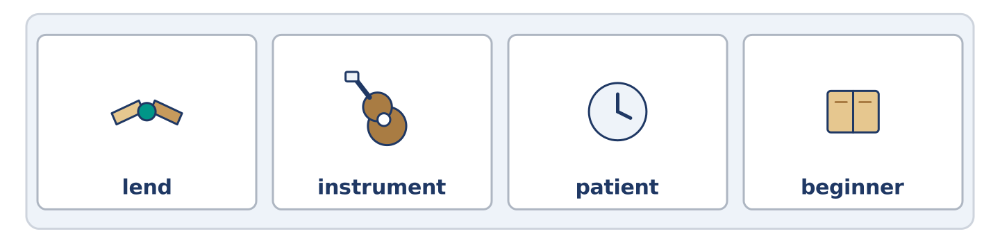 lend
instrument
patient
beginner